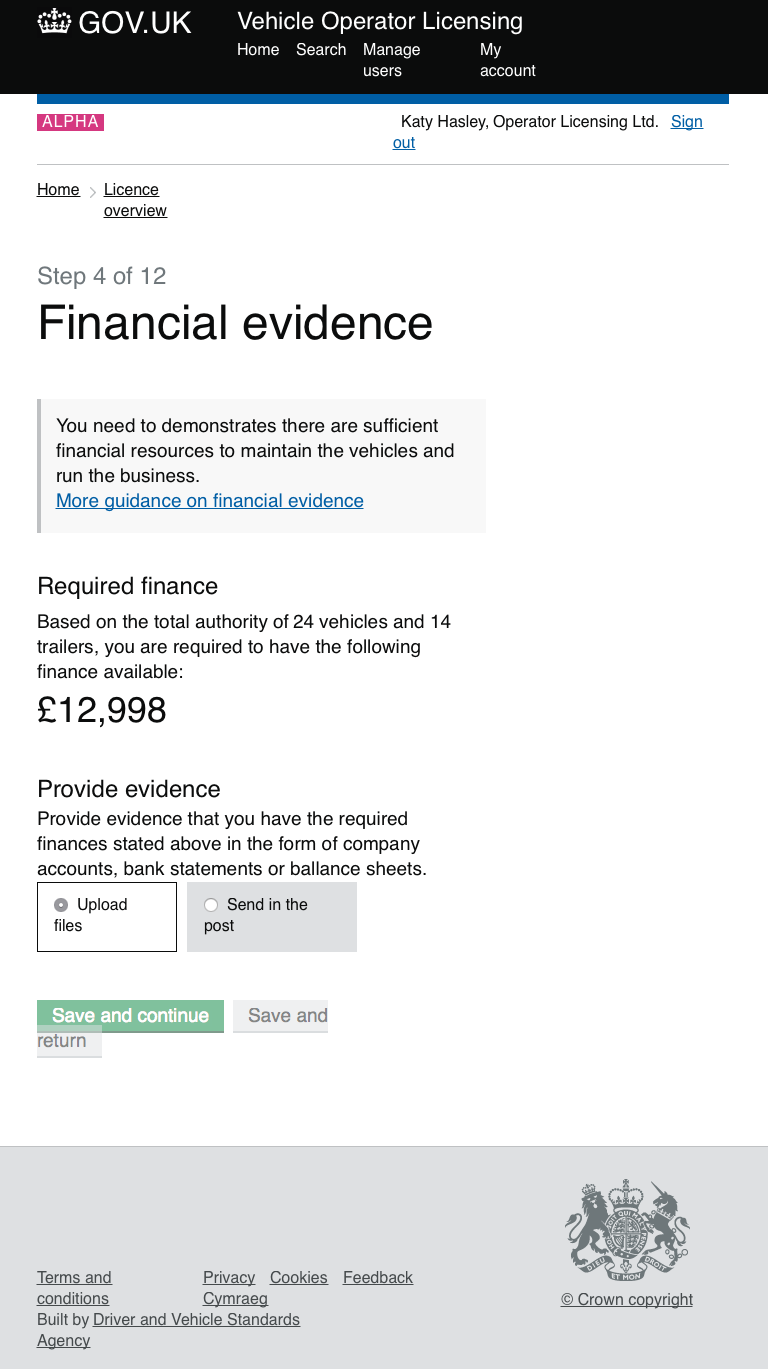 GOV.UK
Vehicle Operator Licensing
Home Search Manage users My account
ALPHA
Katy Hasley, Operator Licensing Ltd. Sign out
Home
Licence overview
Step 4 of 12
Financial evidence
You need to demonstrates there are sufficient
financial resources to maintain the vehicles and
run the business.
More guidance on financial evidence
Required finance
Based on the total authority of 24 vehicles and 14
trailers, you are required to have the following
finance available:
£12,998
Provide evidence
Provide evidence that you have the required
finances stated above in the form of company
accounts, bank statements or ballance sheets.
Upload files
Send in the post
Save and continue
Save and return
Terms and conditions
Privacy Cookies Feedback
Cymraeg
Built by Driver and Vehicle Standards
Agency
DIEU ET MON DROIT
© Crown copyright